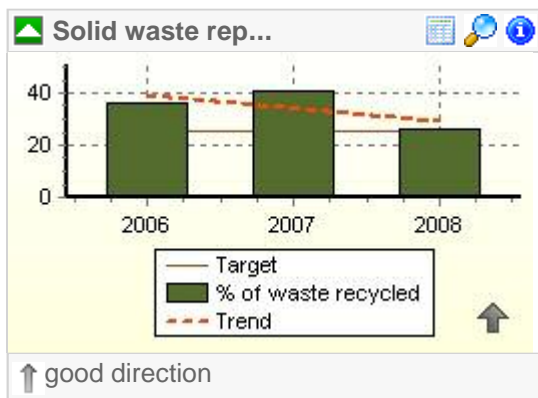 Solid waste rep...
40
20
0
2006 2007 2008
Target
% of waste recycled
Trend
good direction